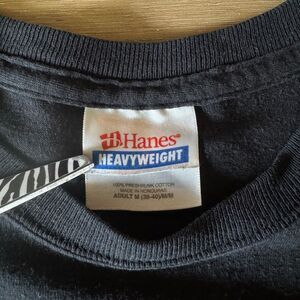 Hanes®
HEAVYWEIGHT
100% PRESHRUNK COTTON
MADE IN HONDURAS
ADULT M (38-40)/M/M